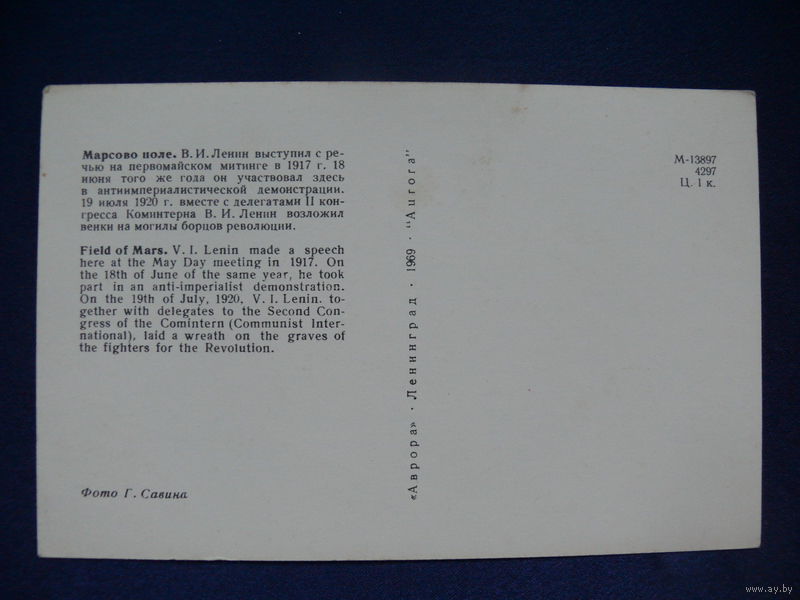 Марсово поле. В. И. Ленин выступил с ре-
чью на первомайском митинге в 1917 г. 18
июня того же года он участвовал здесь
в антиимпериалистической демонстрации.
19 июля 1920 г. вместе с делегатами II кон-
гресса Коминтерна В. И. Ленин возложил
венки на могилы борцов революции.
Field of Mars. V. I. Lenin made a speech
here at the May Day meeting in 1917. On
the 18th of June of the same year, he took
part in an anti-imperialist demonstration.
On the 19th of July, 1920, V. I. Lenin. to-
gether with delegates to the Second Con-
gress of the Comintern (Communist Inter-
national), laid a wreath on the graves of
the fighters for the Revolution.
Фото Г. Савина
«Аврора» · Ленинград · 1969 · "Aurora"
М-13897
4297
Ц. 1 к.
www.ay.by